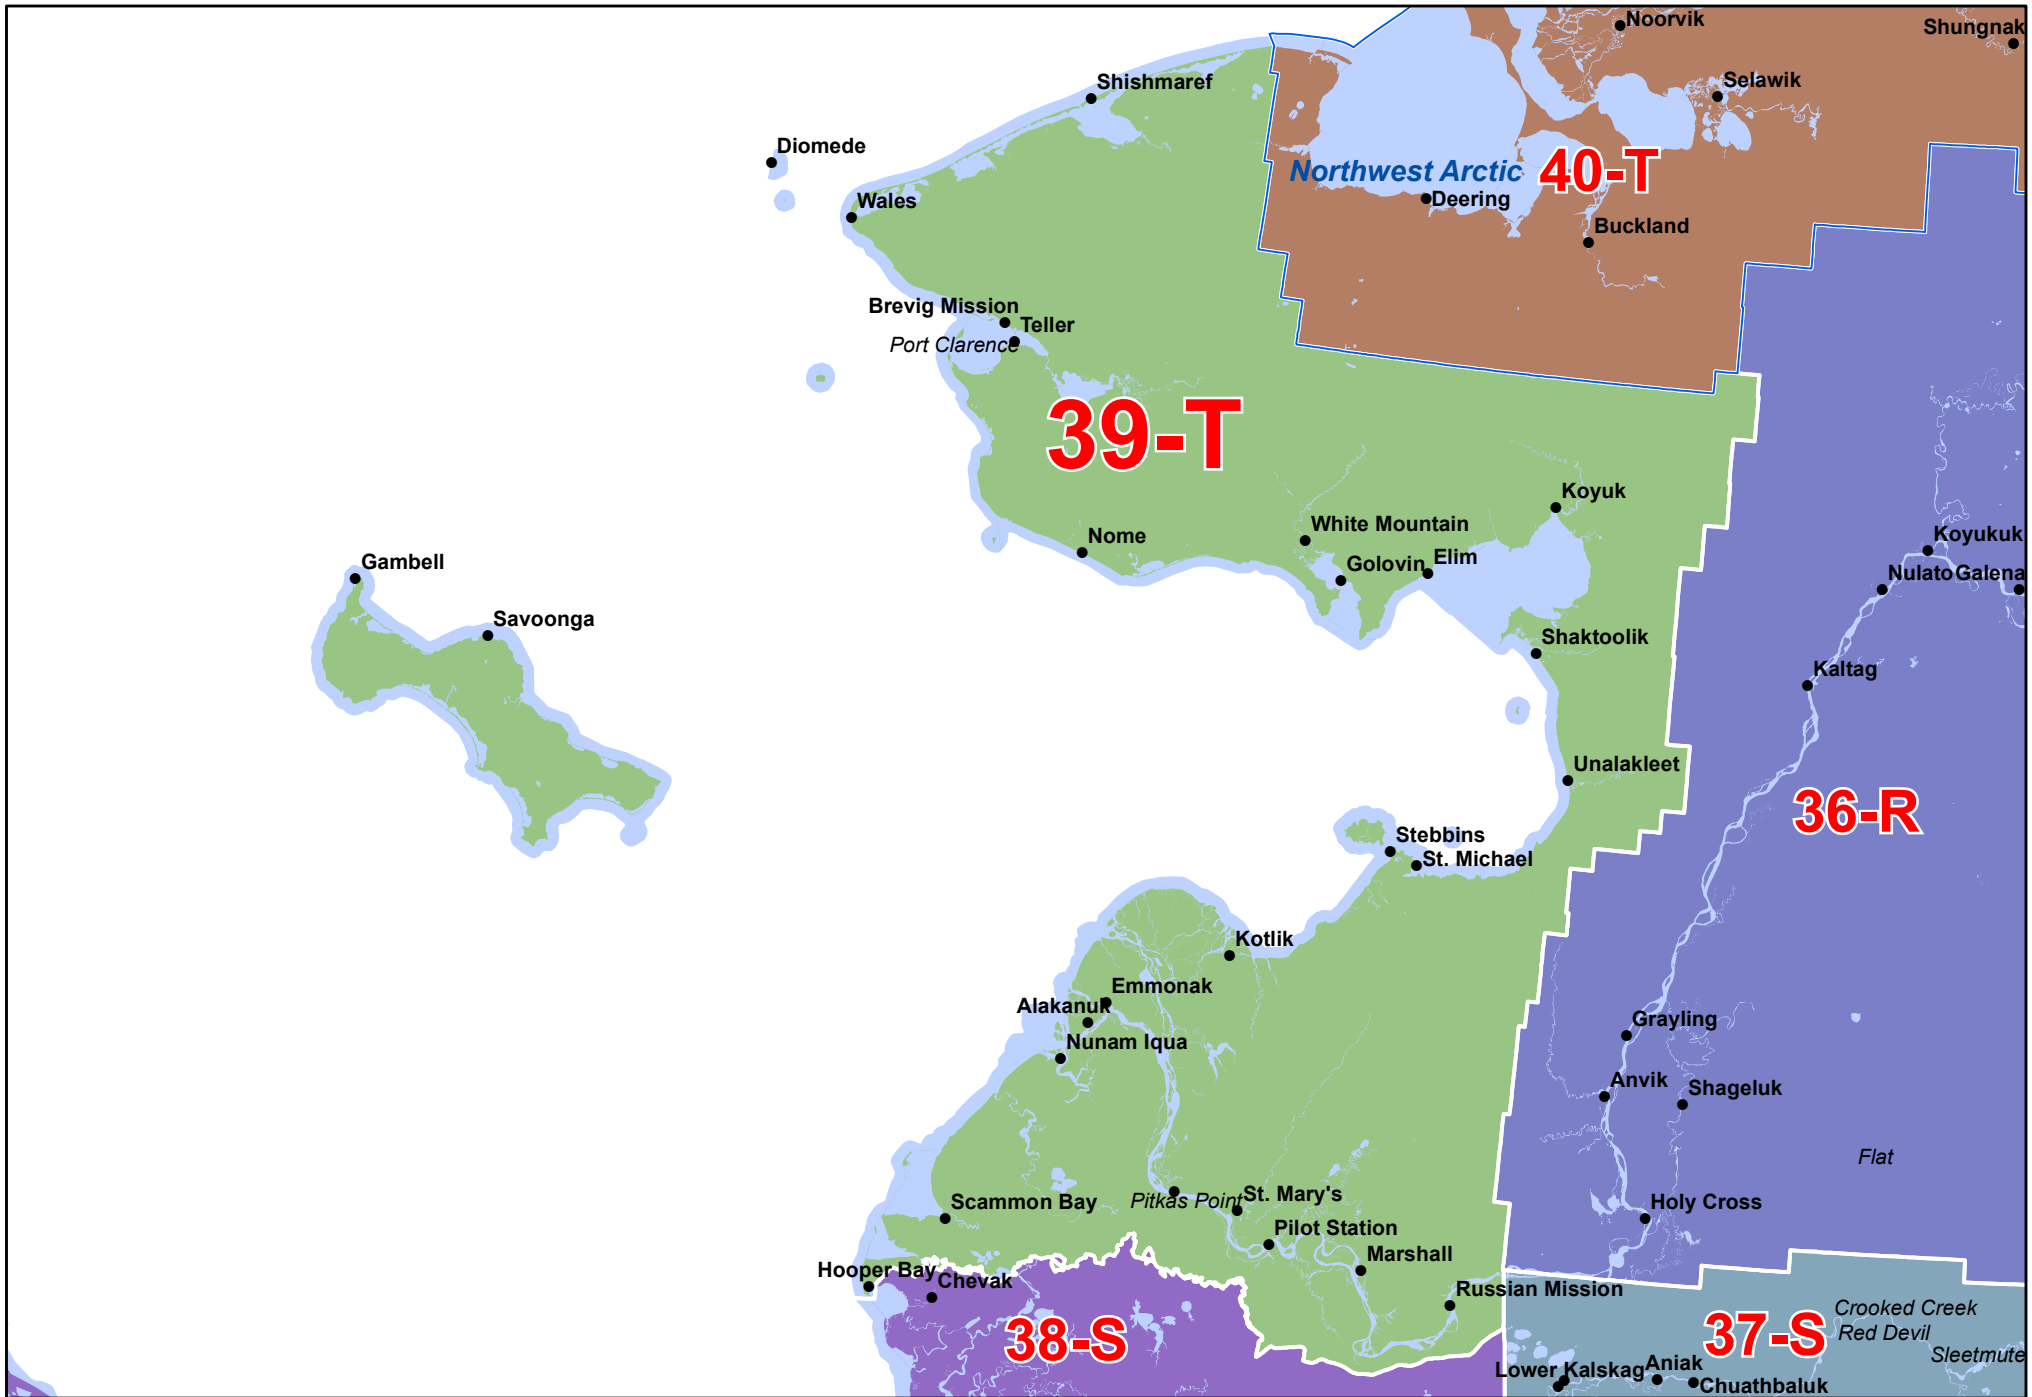 Noorvik
Shungnak
Shishmaref
Selawik
Diomede
Northwest Arctic
40-T
Deering
Wales
Buckland
Brevig Mission
Teller
Port Clarence
39-T
Koyuk
White Mountain
Nome
Koyukuk
Gambell
Golovin
Elim
Nulato
Galena
Savoonga
Shaktoolik
Kaltag
Unalakleet
36-R
Stebbins
St. Michael
Kotlik
Emmonak
Alakanuk
Grayling
Nunam Iqua
Anvik
Shageluk
Flat
Scammon Bay
Pitkas Point
St. Mary's
Holy Cross
Pilot Station
Marshall
Hooper Bay
Chevak
Russian Mission
38-S
37-S
Crooked Creek
Red Devil
Sleetmute
Lower Kalskag
Aniak
Chuathbaluk